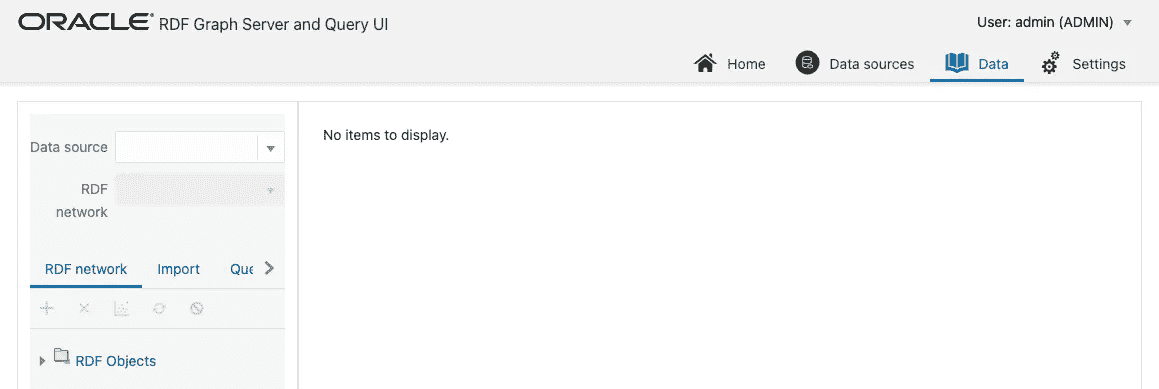 ORACLE® RDF Graph Server and Query UI
User: admin (ADMIN)
Home
Data sources
Data
Settings
Data source
RDF
network
No items to display.
RDF network
Import
Que
RDF Objects